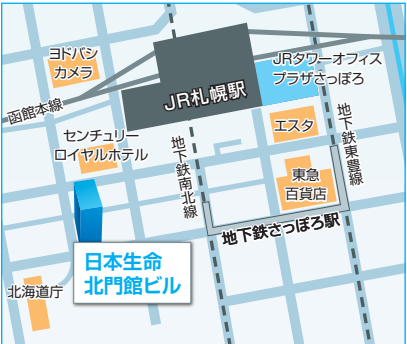 ヨドバシ
カメラ
JR札幌駅
JRタワーオフィス
プラザさっぽろ
函館本線
センチュリー
ロイヤルホテル
地下鉄南北線
エスタ
地下鉄東豊線
東急
百貨店
地下鉄さっぽろ駅
日本生命
北門館ビル
北海道庁